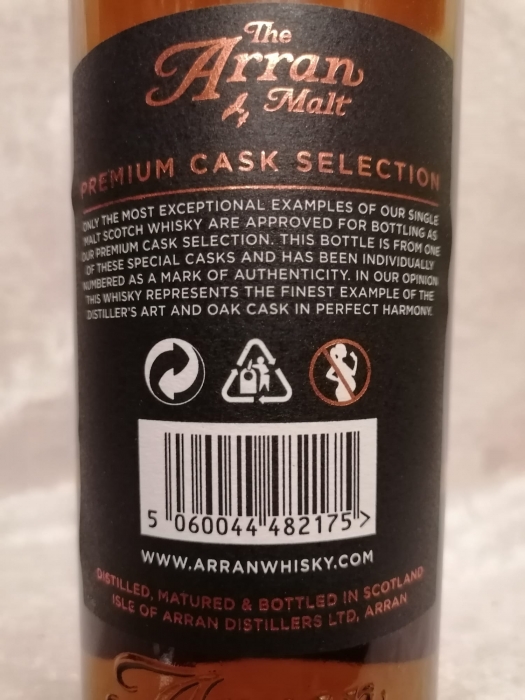 The
Arran
Malt
PREMIUM CASK SELECTION
ONLY THE MOST EXCEPTIONAL EXAMPLES OF OUR SINGLE
MALT SCOTCH WHISKY ARE APPROVED FOR BOTTLING AS
OUR PREMIUM CASK SELECTION. THIS BOTTLE IS FROM ONE
OF THESE SPECIAL CASKS AND HAS BEEN INDIVIDUALLY
NUMBERED AS A MARK OF AUTHENTICITY. IN OUR OPINION
THIS WHISKY REPRESENTS THE FINEST EXAMPLE OF THE
DISTILLER'S ART AND OAK CASK IN PERFECT HARMONY.
5 060044 482175 >
WWW.ARRANWHISKY.COM
DISTILLED, MATURED & BOTTLED IN SCOTLAND
ISLE OF ARRAN DISTILLERS LTD, ARRAN